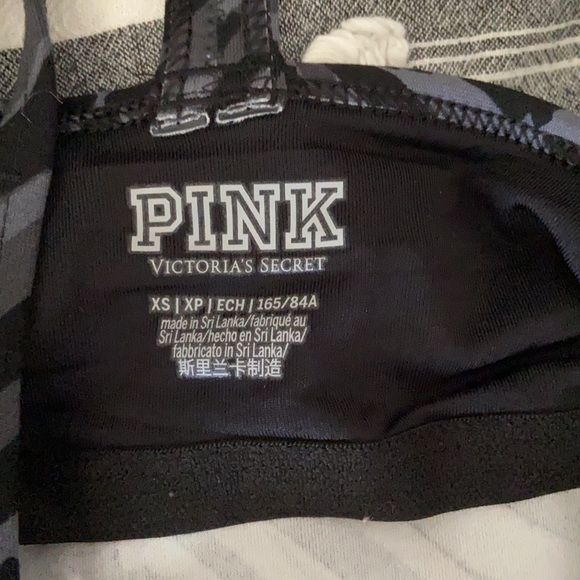 PINK
VICTORIA'S SECRET
XS | XP | ECH | 165/84A
made in Sri Lanka/fabriqué au
Sri Lanka/hecho en Sri Lanka/
fabbricato in Sri Lanka/
斯里兰卡制造